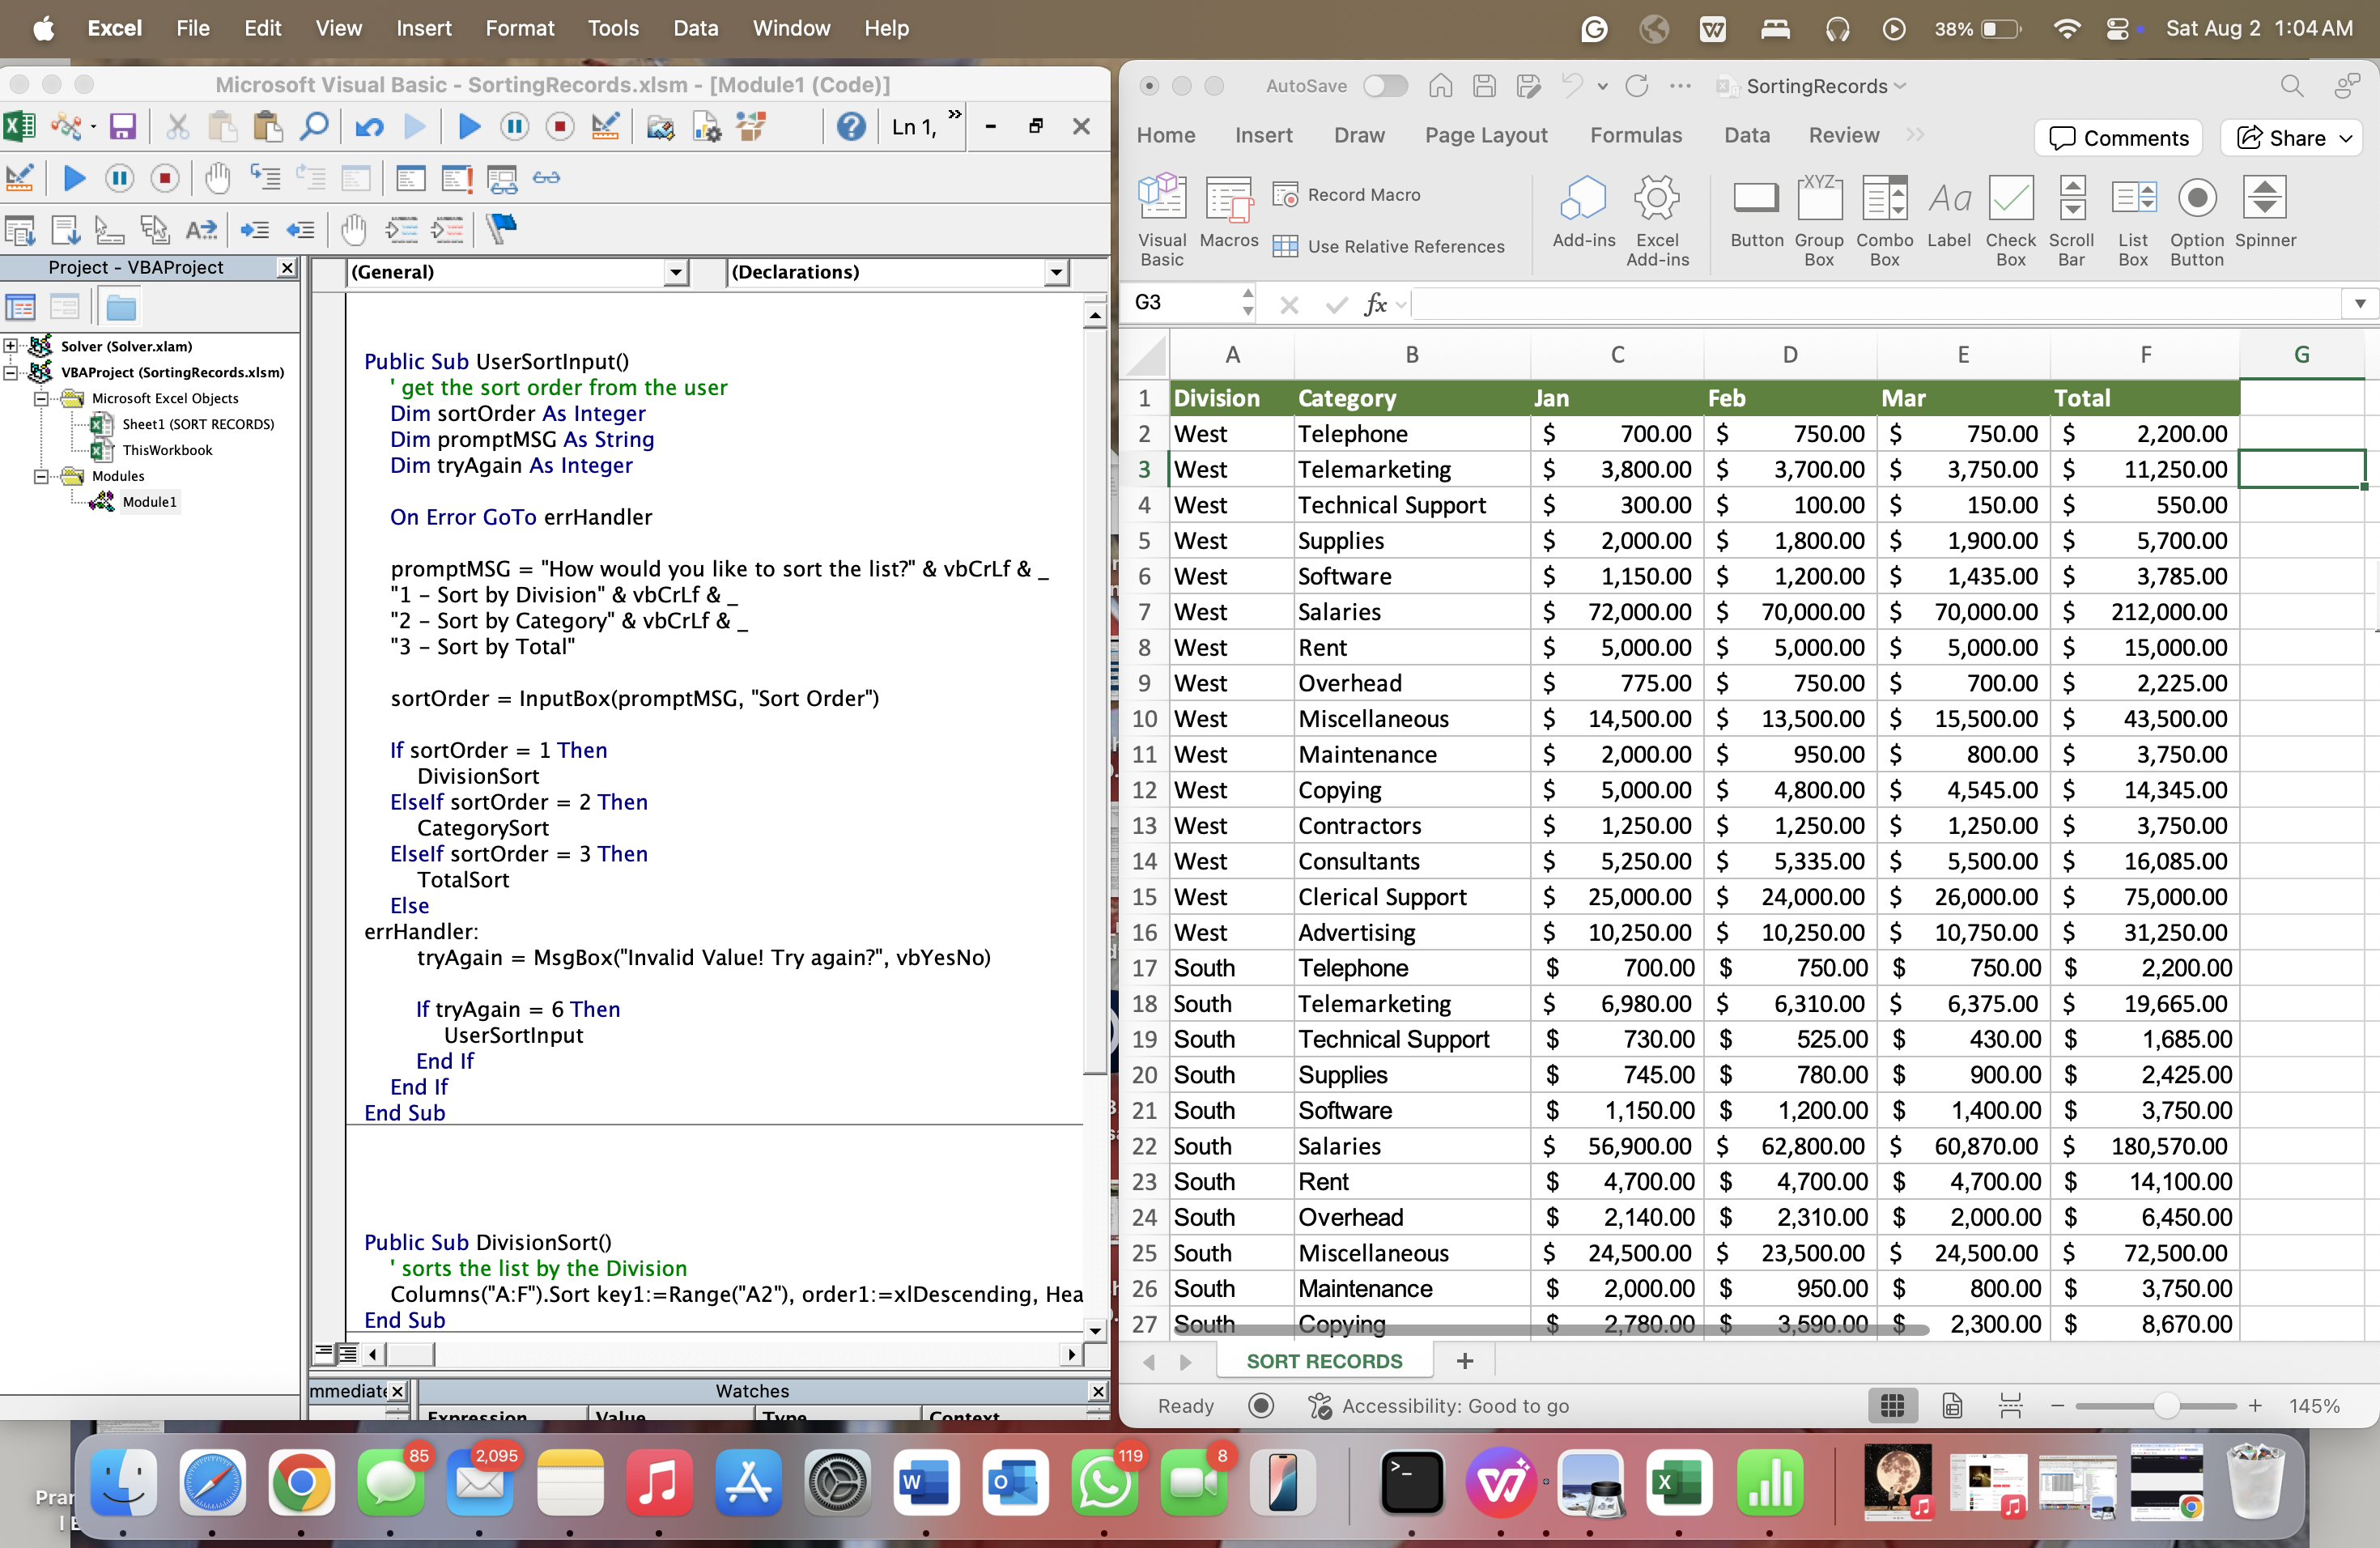 Excel File Edit View Insert Format Tools Data Window Help 38% Sat Aug 2 1:04 AM
Microsoft Visual Basic - SortingRecords.xlsm - [Module1 (Code)]
Ln 1,
Project - VBAProject
Solver (Solver.xlam)
VBAProject (SortingRecords.xlsm)
Microsoft Excel Objects
Sheet1 (SORT RECORDS)
ThisWorkbook
Modules
Module1
(General) (Declarations)
Public Sub UserSortInput()
' get the sort order from the user
Dim sortOrder As Integer
Dim promptMSG As String
Dim tryAgain As Integer
On Error GoTo errHandler
promptMSG = "How would you like to sort the list?" & vbCrLf & _
"1 - Sort by Division" & vbCrLf & _
"2 - Sort by Category" & vbCrLf & _
"3 - Sort by Total"
sortOrder = InputBox(promptMSG, "Sort Order")
If sortOrder = 1 Then
DivisionSort
ElseIf sortOrder = 2 Then
CategorySort
ElseIf sortOrder = 3 Then
TotalSort
Else
errHandler:
tryAgain = MsgBox("Invalid Value! Try again?", vbYesNo)
If tryAgain = 6 Then
UserSortInput
End If
End If
End Sub
Public Sub DivisionSort()
' sorts the list by the Division
Columns("A:F").Sort key1:=Range("A2"), order1:=xlDescending, Hea
End Sub
mmediate Watches
Expression Value Type Context
AutoSave SortingRecords
Home Insert Draw Page Layout Formulas Data Review Comments Share
Visual Basic
Macros
Record Macro
Use Relative References
Add-ins
Excel Add-ins
Button
XYZ
Group Box
Combo Box
Aa
Label
Check Box
Scroll Bar
List Box
Option Button
Spinner
G3 fx
A B C D E F G
1 Division Category Jan Feb Mar Total
2 West Telephone $ 700.00 $ 750.00 $ 750.00 $ 2,200.00
3 West Telemarketing $ 3,800.00 $ 3,700.00 $ 3,750.00 $ 11,250.00
4 West Technical Support $ 300.00 $ 100.00 $ 150.00 $ 550.00
5 West Supplies $ 2,000.00 $ 1,800.00 $ 1,900.00 $ 5,700.00
6 West Software $ 1,150.00 $ 1,200.00 $ 1,435.00 $ 3,785.00
7 West Salaries $ 72,000.00 $ 70,000.00 $ 70,000.00 $ 212,000.00
8 West Rent $ 5,000.00 $ 5,000.00 $ 5,000.00 $ 15,000.00
9 West Overhead $ 775.00 $ 750.00 $ 700.00 $ 2,225.00
10 West Miscellaneous $ 14,500.00 $ 13,500.00 $ 15,500.00 $ 43,500.00
11 West Maintenance $ 2,000.00 $ 950.00 $ 800.00 $ 3,750.00
12 West Copying $ 5,000.00 $ 4,800.00 $ 4,545.00 $ 14,345.00
13 West Contractors $ 1,250.00 $ 1,250.00 $ 1,250.00 $ 3,750.00
14 West Consultants $ 5,250.00 $ 5,335.00 $ 5,500.00 $ 16,085.00
15 West Clerical Support $ 25,000.00 $ 24,000.00 $ 26,000.00 $ 75,000.00
16 West Advertising $ 10,250.00 $ 10,250.00 $ 10,750.00 $ 31,250.00
17 South Telephone $ 700.00 $ 750.00 $ 750.00 $ 2,200.00
18 South Telemarketing $ 6,980.00 $ 6,310.00 $ 6,375.00 $ 19,665.00
19 South Technical Support $ 730.00 $ 525.00 $ 430.00 $ 1,685.00
20 South Supplies $ 745.00 $ 780.00 $ 900.00 $ 2,425.00
21 South Software $ 1,150.00 $ 1,200.00 $ 1,400.00 $ 3,750.00
22 South Salaries $ 56,900.00 $ 62,800.00 $ 60,870.00 $ 180,570.00
23 South Rent $ 4,700.00 $ 4,700.00 $ 4,700.00 $ 14,100.00
24 South Overhead $ 2,140.00 $ 2,310.00 $ 2,000.00 $ 6,450.00
25 South Miscellaneous $ 24,500.00 $ 23,500.00 $ 24,500.00 $ 72,500.00
26 South Maintenance $ 2,000.00 $ 950.00 $ 800.00 $ 3,750.00
27 South Copying $ 2,780.00 $ 3,590.00 $ 2,300.00 $ 8,670.00
SORT RECORDS
Ready Accessibility: Good to go 145%
85 2,095 119 8
Prar